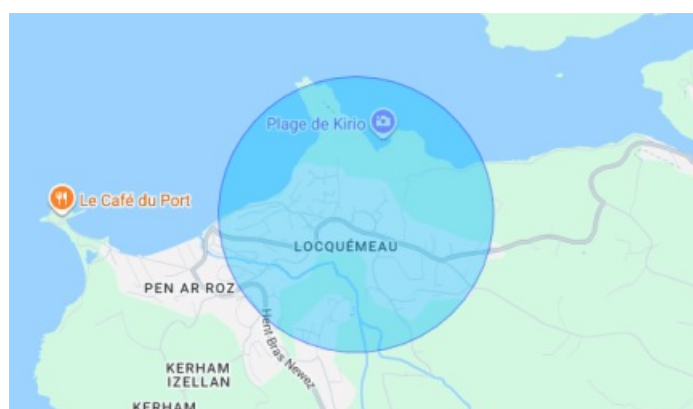 Plage de Kirio
Le Café du Port
LOCQUÉMEAU
PEN AR ROZ
Hent Bras Newez
KERHAM
IZELLAN
KERHAM